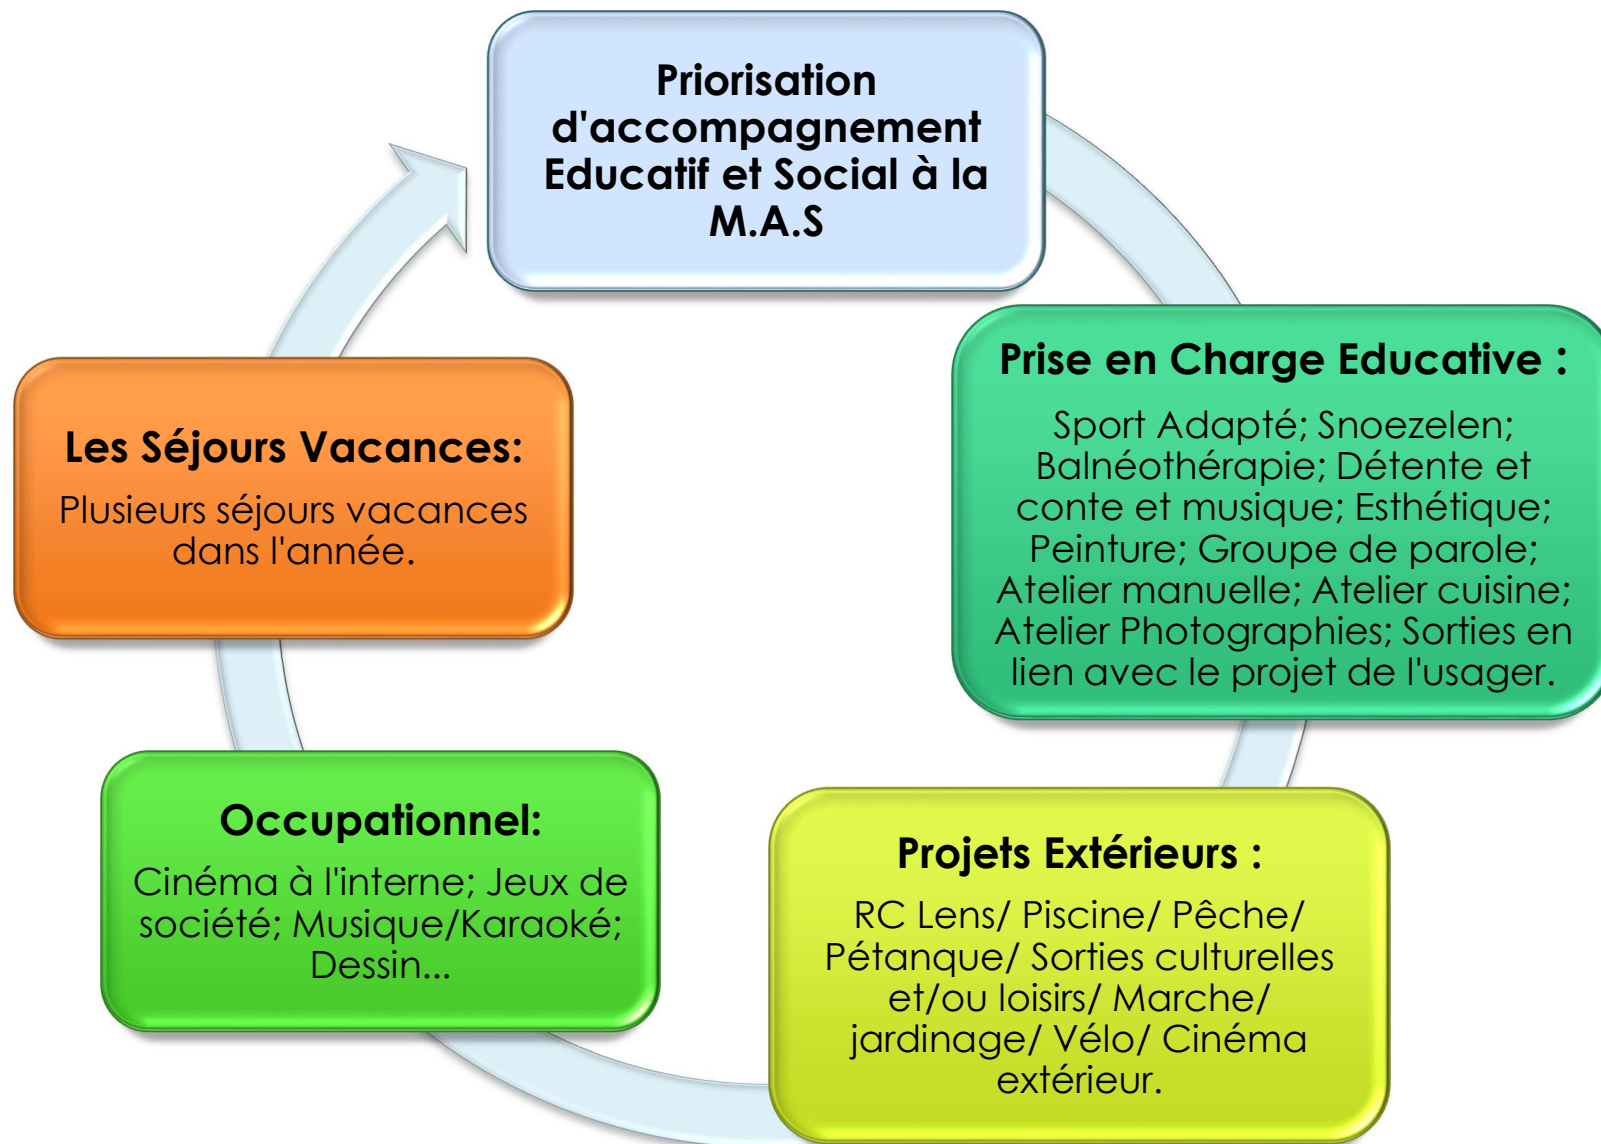 Priorisation
d'accompagnement
Educatif et Social à la
M.A.S
Prise en Charge Educative :
Sport Adapté; Snoezelen;
Balnéothérapie; Détente et
conte et musique; Esthétique;
Peinture; Groupe de parole;
Atelier manuelle; Atelier cuisine;
Atelier Photographies; Sorties en
lien avec le projet de l'usager.
Projets Extérieurs :
RC Lens/ Piscine/ Pêche/
Pétanque/ Sorties culturelles
et/ou loisirs/ Marche/
jardinage/ Vélo/ Cinéma
extérieur.
Occupationnel:
Cinéma à l'interne; Jeux de
société; Musique/Karaoké;
Dessin...
Les Séjours Vacances:
Plusieurs séjours vacances
dans l'année.